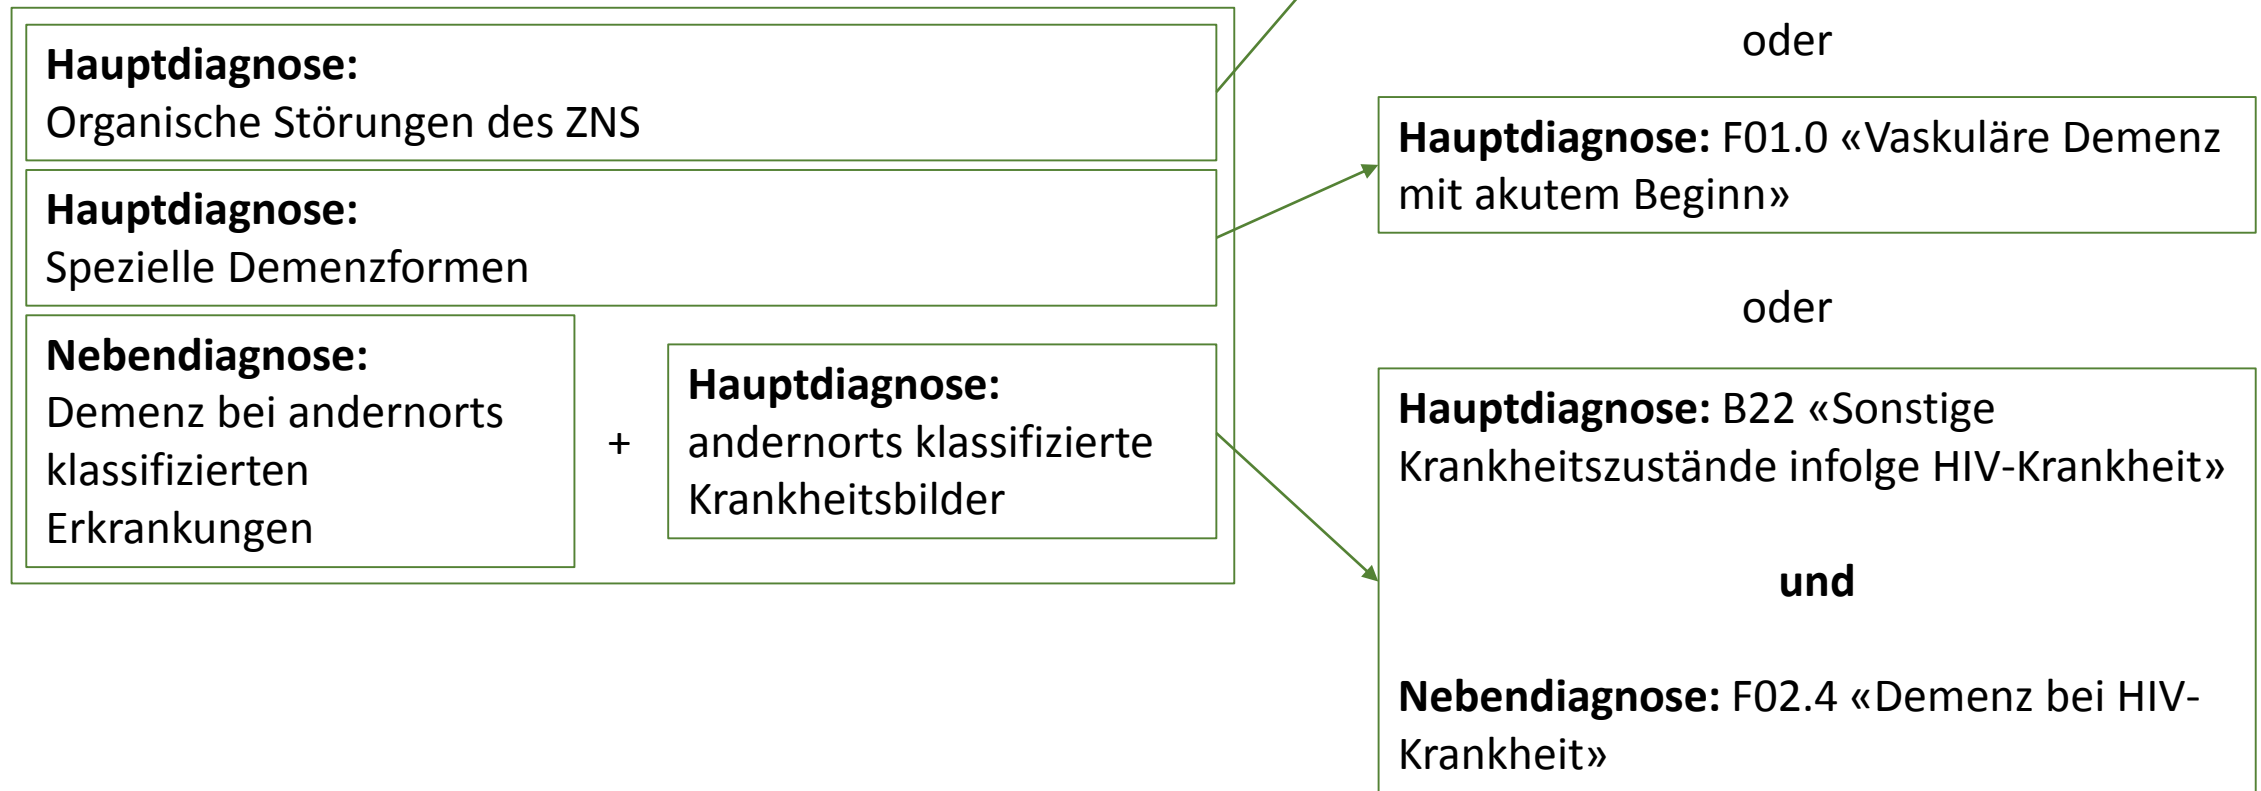 Hauptdiagnose:
Organische Störungen des ZNS
Hauptdiagnose:
Spezielle Demenzformen
Nebendiagnose:
Demenz bei andernorts
klassifizierten
Erkrankungen
+
Hauptdiagnose:
andernorts klassifizierte
Krankheitsbilder
oder
Hauptdiagnose: F01.0 «Vaskuläre Demenz
mit akutem Beginn»
oder
Hauptdiagnose: B22 «Sonstige
Krankheitszustände infolge HIV-Krankheit»
und
Nebendiagnose: F02.4 «Demenz bei HIV-
Krankheit»